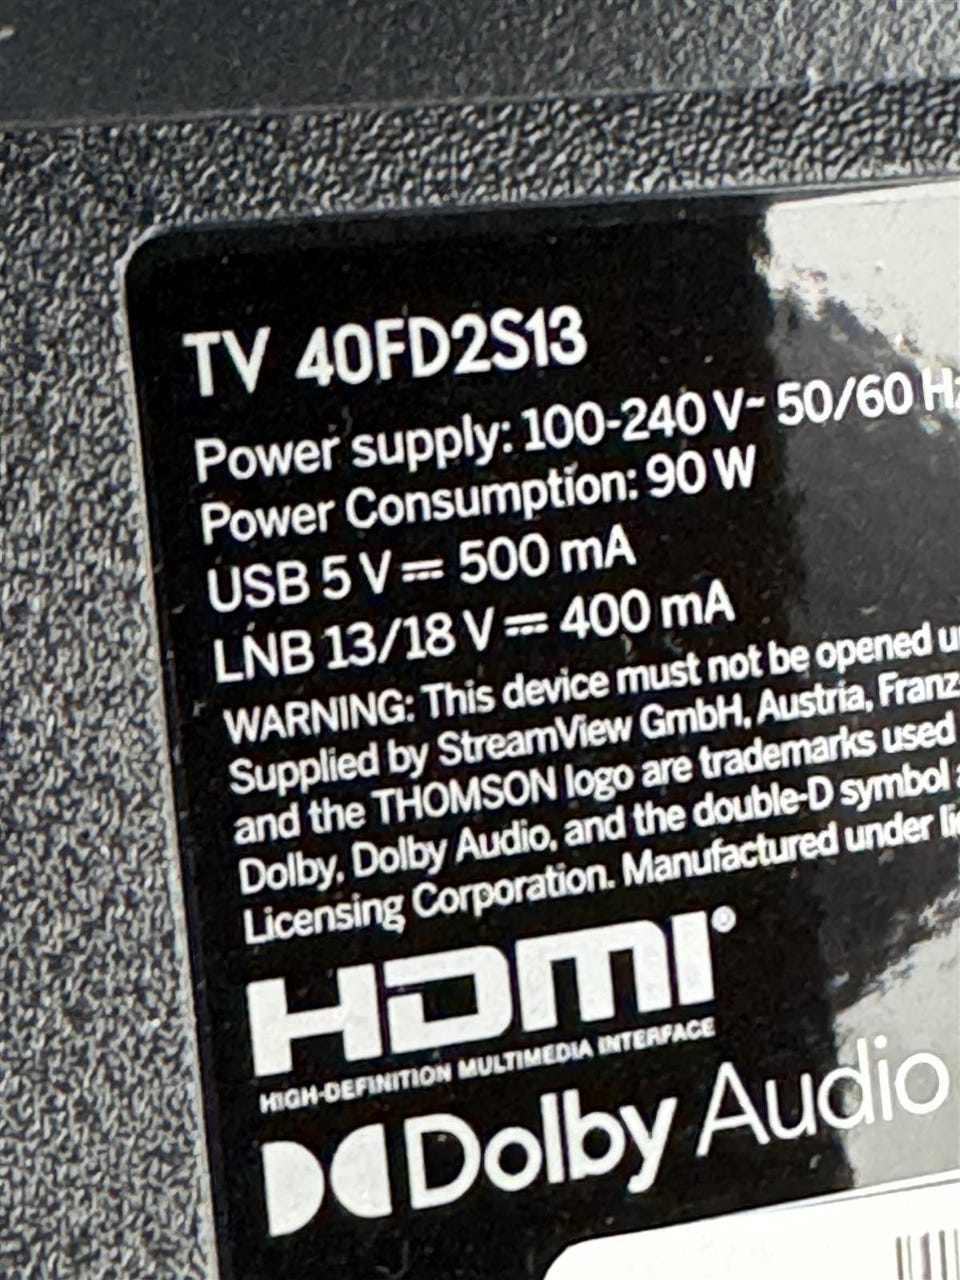 TV 40FD2S13
Power supply: 100-240 V~ 50/60 Hz
Power Consumption: 90 W
USB 5 V⎓ 500 mA
LNB 13/18 V⎓ 400 mA
WARNING: This device must not be opened
Supplied by StreamView GmbH, Austria, Franz
and the THOMSON logo are trademarks used
Dolby, Dolby Audio, and the double-D symbol
Licensing Corporation. Manufactured under
HDMI®
HIGH-DEFINITION MULTIMEDIA INTERFACE
Dolby Audio